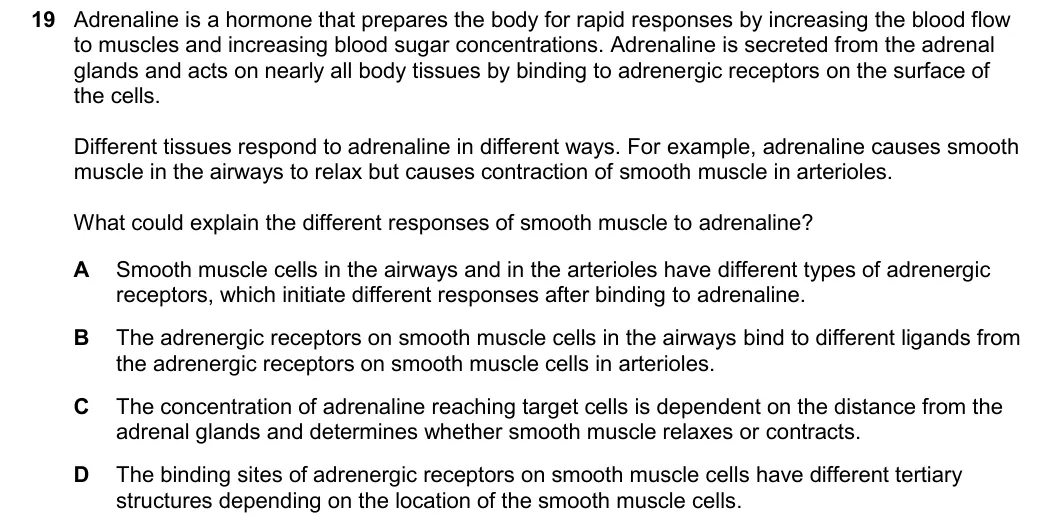 19 Adrenaline is a hormone that prepares the body for rapid responses by increasing the blood flow
to muscles and increasing blood sugar concentrations. Adrenaline is secreted from the adrenal
glands and acts on nearly all body tissues by binding to adrenergic receptors on the surface of
the cells.
Different tissues respond to adrenaline in different ways. For example, adrenaline causes smooth
muscle in the airways to relax but causes contraction of smooth muscle in arterioles.
What could explain the different responses of smooth muscle to adrenaline?
A Smooth muscle cells in the airways and in the arterioles have different types of adrenergic
receptors, which initiate different responses after binding to adrenaline.
B The adrenergic receptors on smooth muscle cells in the airways bind to different ligands from
the adrenergic receptors on smooth muscle cells in arterioles.
C The concentration of adrenaline reaching target cells is dependent on the distance from the
adrenal glands and determines whether smooth muscle relaxes or contracts.
D The binding sites of adrenergic receptors on smooth muscle cells have different tertiary
structures depending on the location of the smooth muscle cells.